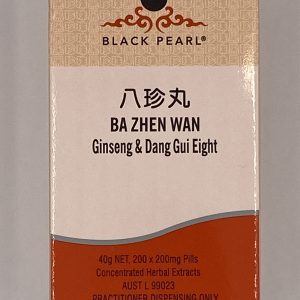 BLACK PEARL®
八珍丸
BA ZHEN WAN
Ginseng & Dang Gui Eight
40g NET, 200 x 200mg Pills
Concentrated Herbal Extracts
AUST L 99023
PRACTITIONER DISPENSING ONLY